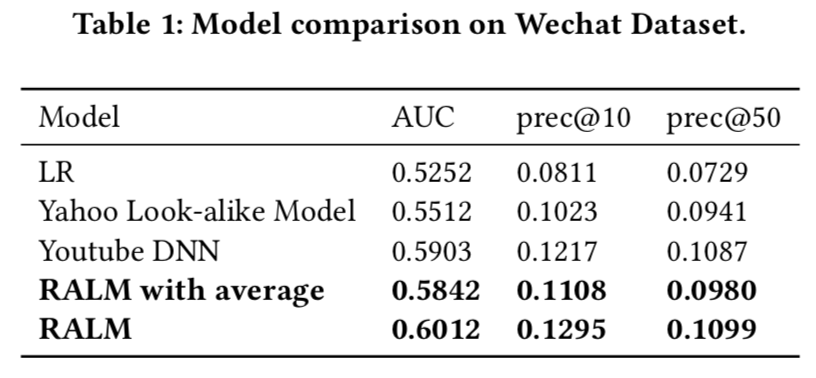 Table 1: Model comparison on Wechat Dataset.
Model AUC prec@10 prec@50
LR 0.5252 0.0811 0.0729
Yahoo Look-alike Model 0.5512 0.1023 0.0941
Youtube DNN 0.5903 0.1217 0.1087
RALM with average 0.5842 0.1108 0.0980
RALM 0.6012 0.1295 0.1099